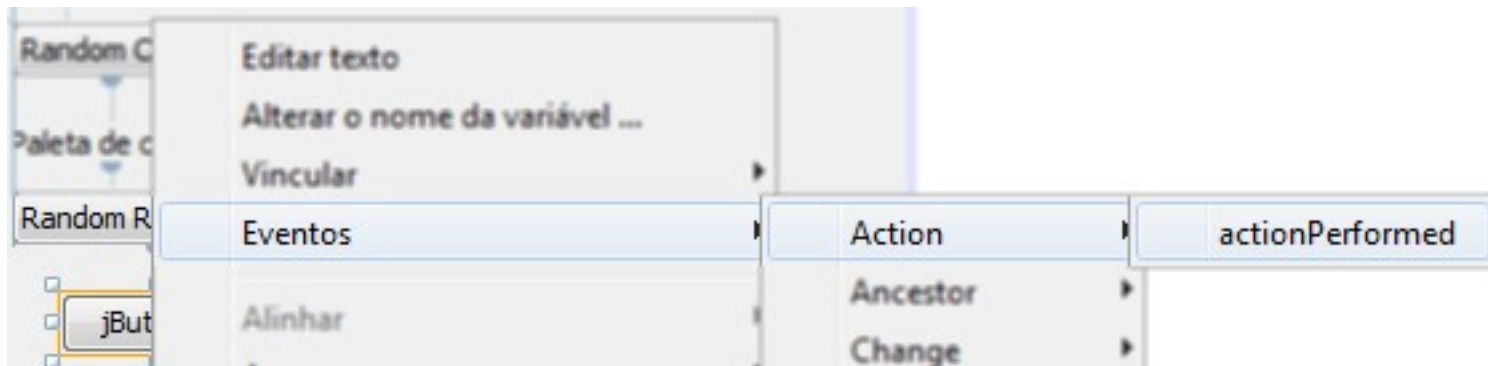 Random C
Editar texto
Alterar o nome da variável ...
Paleta de c
Vincular
Random R
Eventos
Action
actionPerformed
Ancestor
jBut
Alinhar
Change